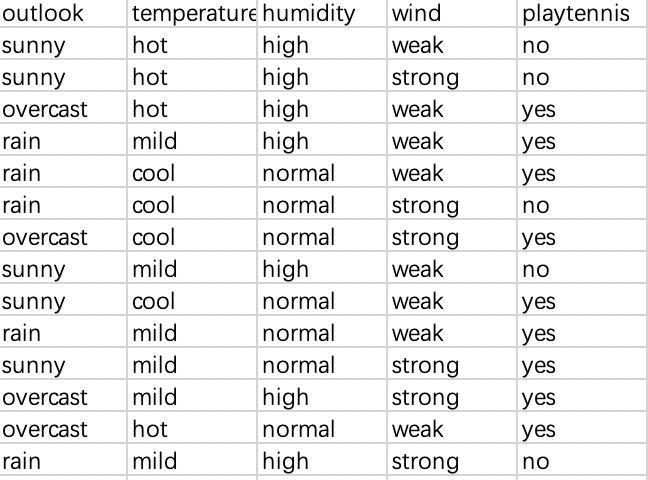 outlook temperature humidity wind playtennis
sunny hot high weak no
sunny hot high strong no
overcast hot high weak yes
rain mild high weak yes
rain cool normal weak yes
rain cool normal strong no
overcast cool normal strong yes
sunny mild high weak no
sunny cool normal weak yes
rain mild normal weak yes
sunny mild normal strong yes
overcast mild high strong yes
overcast hot normal weak yes
rain mild high strong no